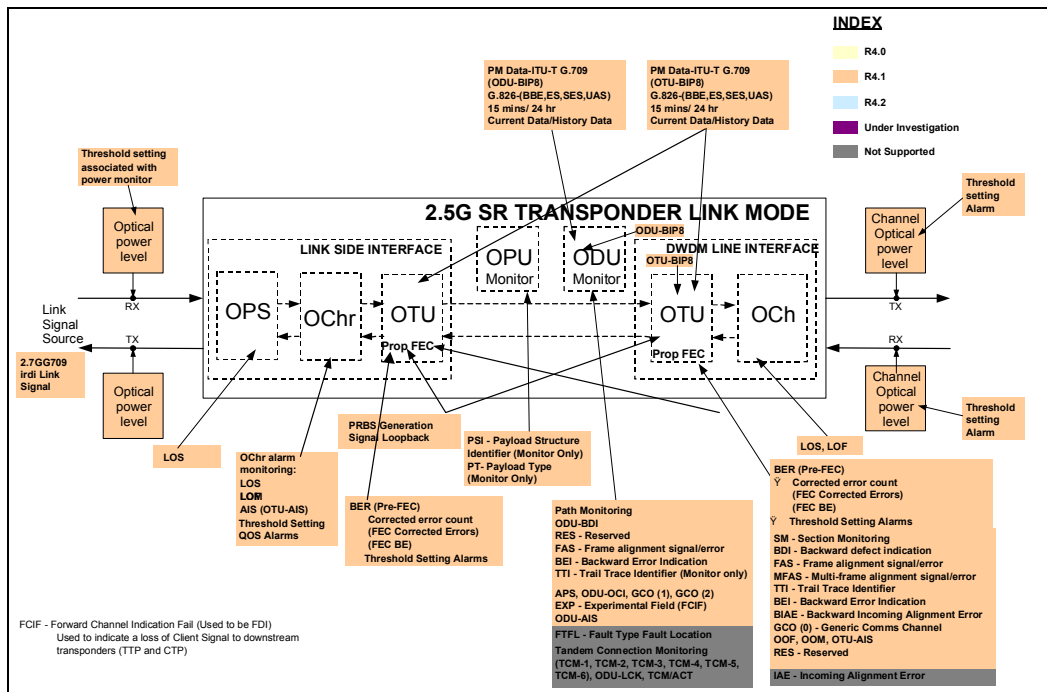 INDEX
R4.0
R4.1
R4.2
Under Investigation
Not Supported
PM Data-ITU-T G.709
(ODU-BIP8)
G.826-(BBE,ES,SES,UAS)
15 mins/ 24 hr
Current Data/History Data
PM Data-ITU-T G.709
(OTU-BIP8)
G.826-(BBE,ES,SES,UAS)
15 mins/ 24 hr
Current Data/History Data
Threshold setting
associated with
power monitor
Optical
power
level
Channel
Optical
power
level
Threshold
setting
Alarm
2.5G SR TRANSPONDER LINK MODE
LINK SIDE INTERFACE
OPU
Monitor
ODU
Monitor
ODU-BIP8
DWDM LINE INTERFACE
OTU-BIP8
OPS
OChr
OTU
Prop FEC
OTU
Prop FEC
OCh
RX
TX
Link
Signal
Source
TX
RX
2.7GG709
irdi Link
Signal
Optical
power
level
Channel
Optical
power
level
Threshold
setting
Alarm
LOS
OChr alarm
monitoring:
LOS
AIS (OTU-AIS)
Threshold Setting
QOS Alarms
PRBS Generation
Signal Loopback
BER (Pre-FEC)
Corrected error count
(FEC Corrected Errors)
(FEC BE)
Threshold Setting Alarms
PSI - Payload Structure
Identifier (Monitor Only)
PT- Payload Type
(Monitor Only)
Path Monitoring
ODU-BDI
RES - Reserved
FAS - Frame alignment signal/error
BEI - Backward Error Indication
TTI - Trail Trace Identifier (Monitor only)
APS, ODU-OCI, GCO (1), GCO (2)
EXP - Experimental Field (FCIF)
ODU-AIS
FTFL - Fault Type Fault Location
Tandem Connection Monitoring
(TCM-1, TCM-2, TCM-3, TCM-4, TCM-5,
TCM-6), ODU-LCK, TCM/ACT
LOS, LOF
BER (Pre-FEC)
Ÿ Corrected error count
(FEC Corrected Errors)
(FEC BE)
Ÿ Threshold Setting Alarms
SM - Section Monitoring
BDI - Backward defect indication
FAS - Frame alignment signal/error
MFAS - Multi-frame alignment signal/error
TTI - Trail Trace Identifier
BEI - Backward Error Indication
BIAE - Backward Incoming Alignment Error
GCO (0) - Generic Comms Channel
OOF, OOM, OTU-AIS
RES - Reserved
IAE - Incoming Alignment Error
FCIF - Forward Channel Indication Fail (Used to be FDI)
Used to indicate a loss of Client Signal to downstream
transponders (TTP and CTP)